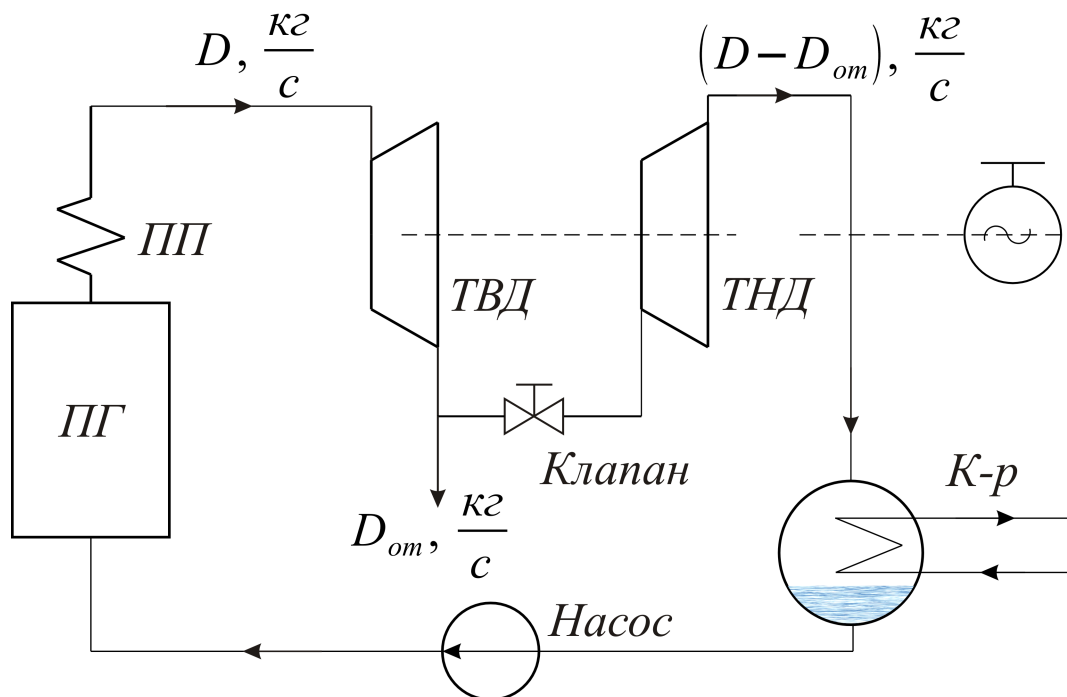 D, кг/с
(D − Dот), кг/с
ПП
ТВД
ТНД
ПГ
Клапан
К-р
Dот, кг/с
Насос